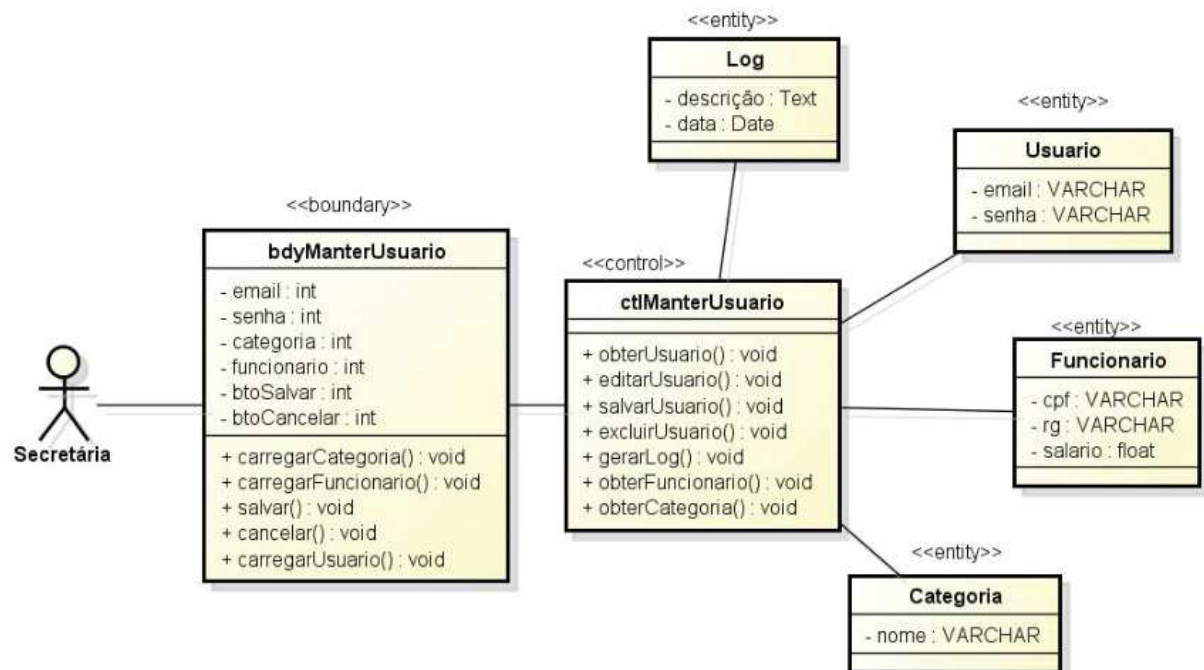 <<entity>>
Log
- descrição : Text
- data : Date
<<entity>>
Usuario
- email : VARCHAR
- senha : VARCHAR
<<boundary>>
bdyManterUsuario
- email : int
- senha : int
- categoria : int
- funcionario : int
- btoSalvar : int
- btoCancelar : int
+ carregarCategoria() : void
+ carregarFuncionario() : void
+ salvar() : void
+ cancelar() : void
+ carregarUsuario() : void
<<control>>
ctlManterUsuario
+ obterUsuario() : void
+ editarUsuario() : void
+ salvarUsuario() : void
+ excluirUsuario() : void
+ gerarLog() : void
+ obterFuncionario() : void
+ obterCategoria() : void
<<entity>>
Funcionario
- cpf : VARCHAR
- rg : VARCHAR
- salario : float
Secretária
<<entity>>
Categoria
- nome : VARCHAR